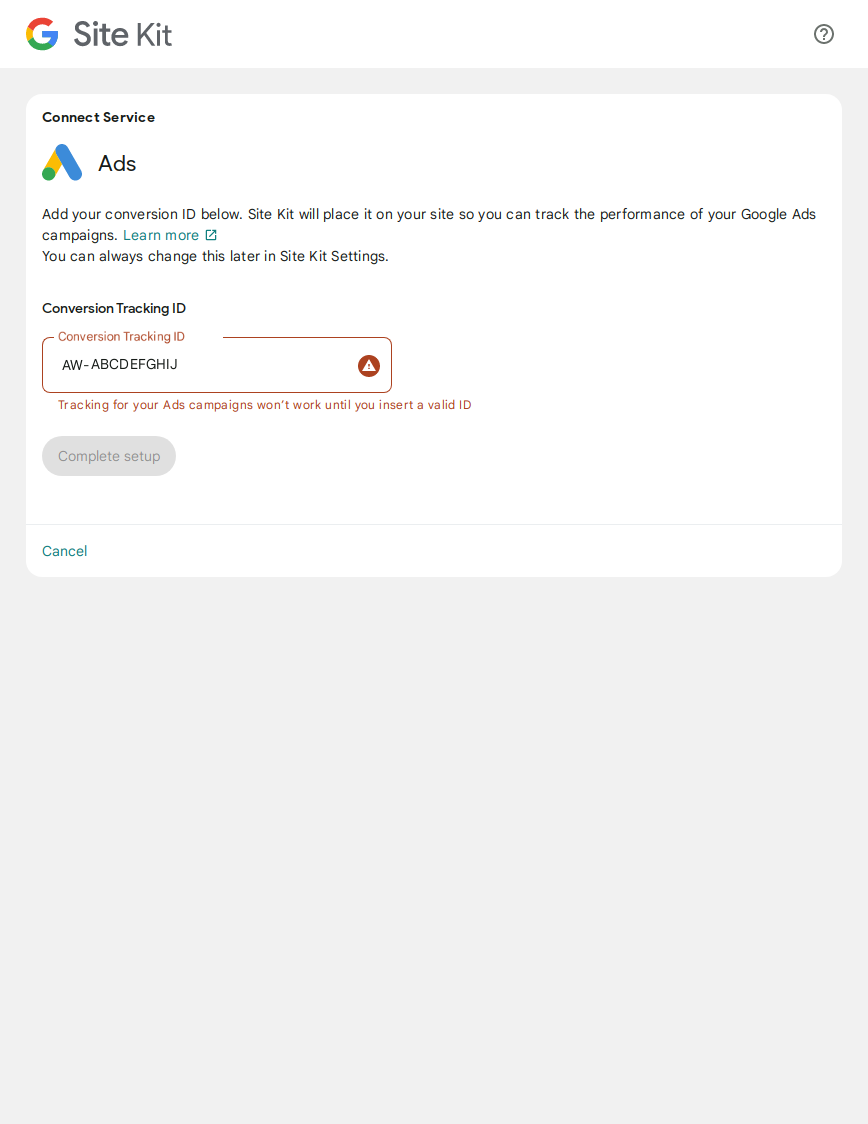 Site Kit
Connect Service
Ads
Add your conversion ID below. Site Kit will place it on your site so you can track the performance of your Google Ads
campaigns. Learn more
You can always change this later in Site Kit Settings.
Conversion Tracking ID
Conversion Tracking ID
AW-ABCDEFGHIJ
Tracking for your Ads campaigns won’t work until you insert a valid ID
Complete setup
Cancel